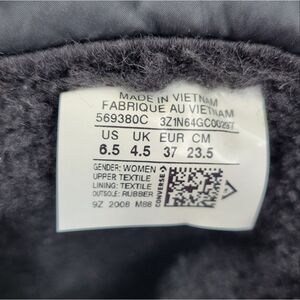 MADE IN VIETNAM
FABRIQUE AU VIETNAM
569380C 3Z1N64GC00297
US UK EUR CM
6.5 4.5 37 23.5
GENDER: WOMEN
UPPER: TEXTILE
LINING: TEXTILE
OUTSOLE: RUBBER
9Z 2008 M88
CONVERSE